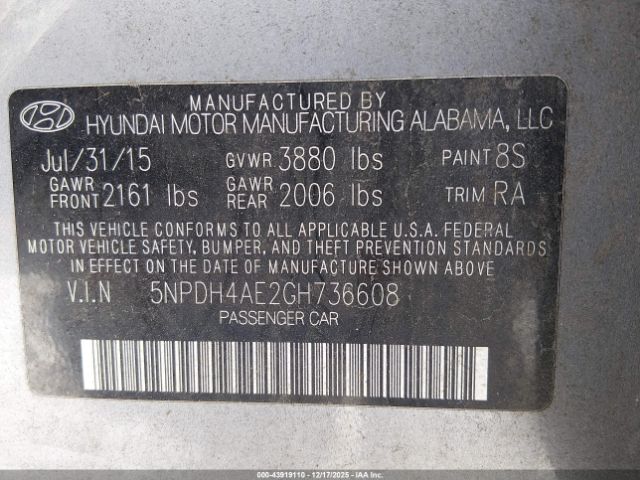 MANUFACTURED BY
HYUNDAI MOTOR MANUFACTURING ALABAMA, LLC
Jul/31/15 GVWR 3880 lbs PAINT 8S
GAWR FRONT 2161 lbs GAWR REAR 2006 lbs TRIM RA
THIS VEHICLE CONFORMS TO ALL APPLICABLE U.S.A. FEDERAL
MOTOR VEHICLE SAFETY, BUMPER, AND THEFT PREVENTION STANDARDS
IN EFFECT ON THE DATE OF MANUFACTURE SHOWN ABOVE
V.I.N 5NPDH4AE2GH736608
PASSENGER CAR
000-43919110 - 12/17/2025 - IAAI.CA